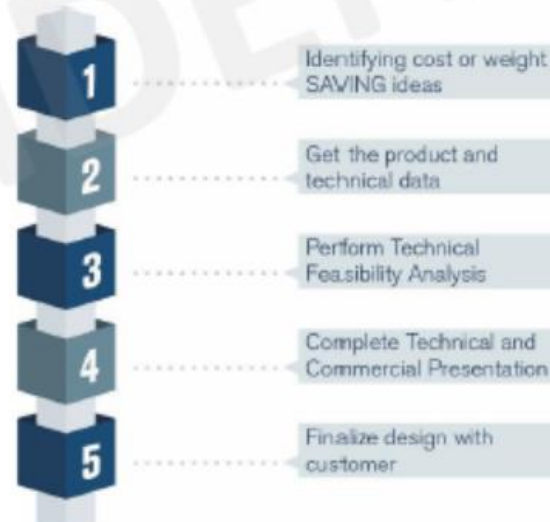 1
Identifying cost or weight
SAVING ideas
2
Get the product and
technical data
3
Perform Technical
Feasibility Analysis
4
Complete Technical and
Commercial Presentation
5
Finalize design with
customer